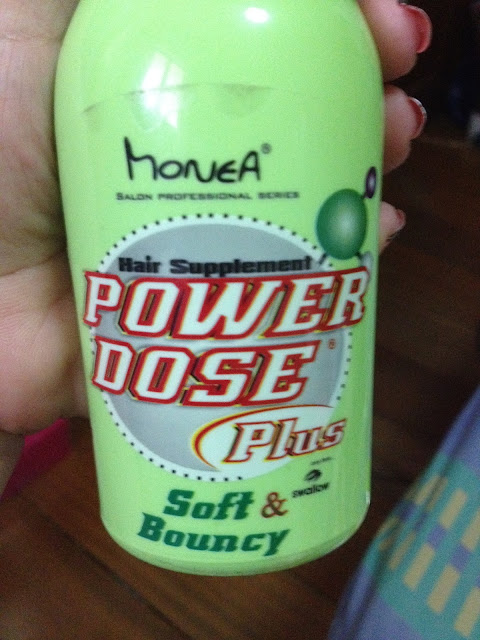 MONEA®
SALON PROFESSIONAL SERIES
Hair Supplement
POWER
DOSE®
Plus
swallow
Soft &
Bouncy